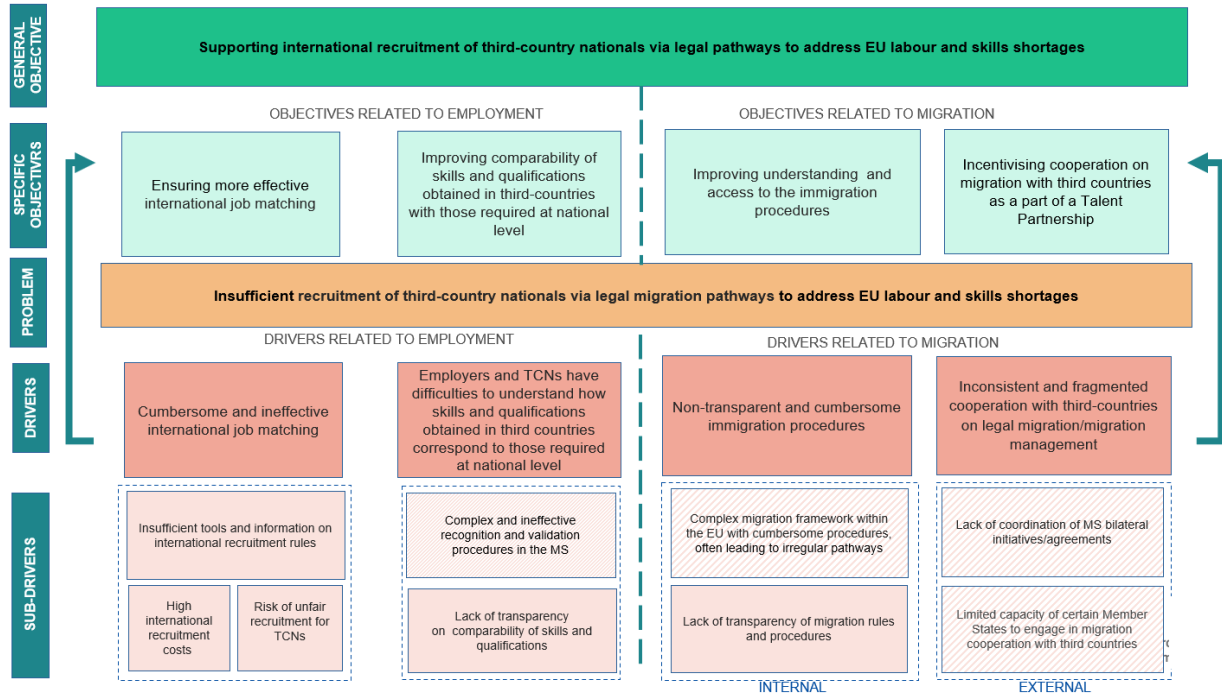 GENERAL
OBJECTIVE
Supporting international recruitment of third-country nationals via legal pathways to address EU labour and skills shortages
OBJECTIVES RELATED TO EMPLOYMENT
OBJECTIVES RELATED TO MIGRATION
SPECIFIC
OBJECTIVRS
Ensuring more effective
international job matching
Improving comparability of
skills and qualifications
obtained in third-countries
with those required at national
level
Improving understanding and
access to the immigration
procedures
Incentivising cooperation on
migration with third countries
as a part of a Talent
Partnership
PROBLEM
Insufficient recruitment of third-country nationals via legal migration pathways to address EU labour and skills shortages
DRIVERS RELATED TO EMPLOYMENT
DRIVERS RELATED TO MIGRATION
DRIVERS
Cumbersome and ineffective
international job matching
Employers and TCNs have
difficulties to understand how
skills and qualifications
obtained in third countries
correspond to those required
at national level
Non-transparent and cumbersome
immigration procedures
Inconsistent and fragmented
cooperation with third-countries
on legal migration/migration
management
SUB-DRIVERS
Insufficient tools and information on
international recruitment rules
High
international
recruitment
costs
Risk of unfair
recruitment for
TCNs
Complex and ineffective
recognition and validation
procedures in the MS
Lack of transparency
on comparability of skills and
qualifications
Complex migration framework within
the EU with cumbersome procedures,
often leading to irregular pathways
Lack of transparency of migration rules
and procedures
Lack of coordination of MS bilateral
initiatives/agreements
Limited capacity of certain Member
States to engage in migration
cooperation with third countries
INTERNAL
EXTERNAL